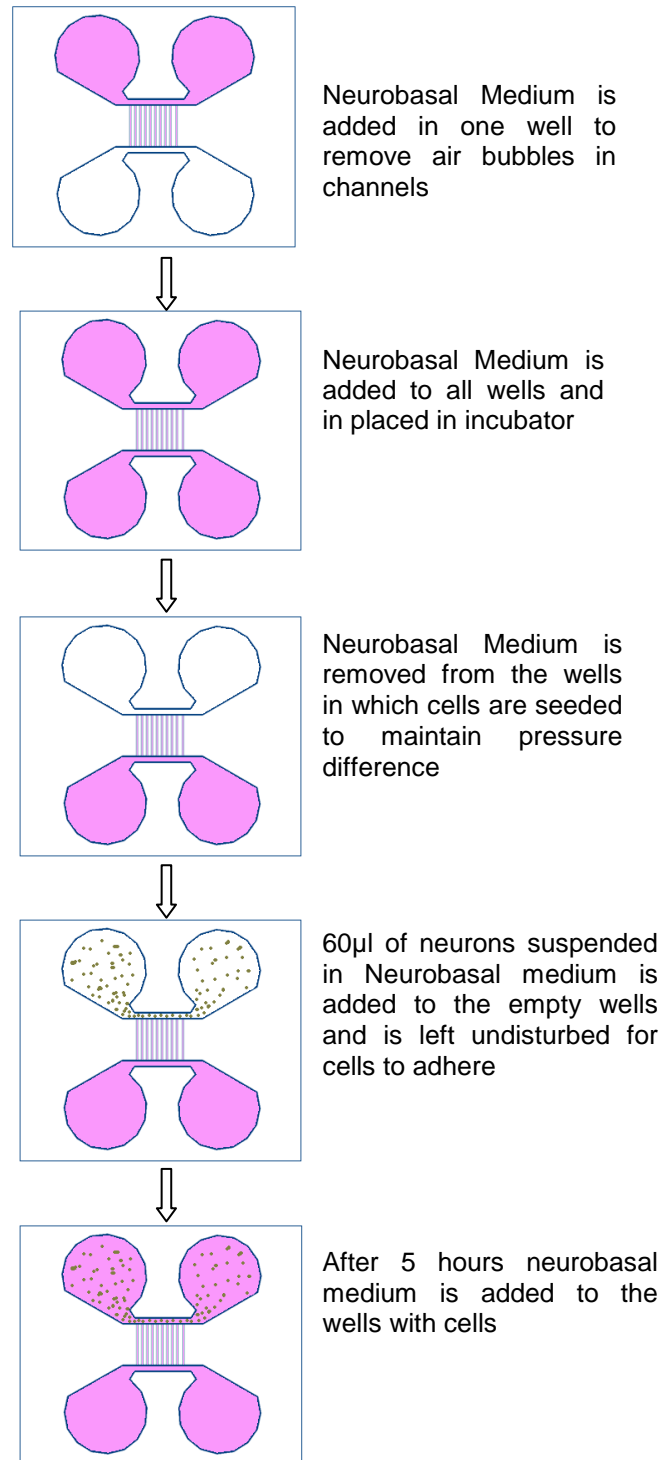 Neurobasal Medium is
added in one well to
remove air bubbles in
channels
Neurobasal Medium is
added to all wells and
in placed in incubator
Neurobasal Medium is
removed from the wells
in which cells are seeded
to maintain pressure
difference
60µl of neurons suspended
in Neurobasal medium is
added to the empty wells
and is left undisturbed for
cells to adhere
After 5 hours neurobasal
medium is added to the
wells with cells